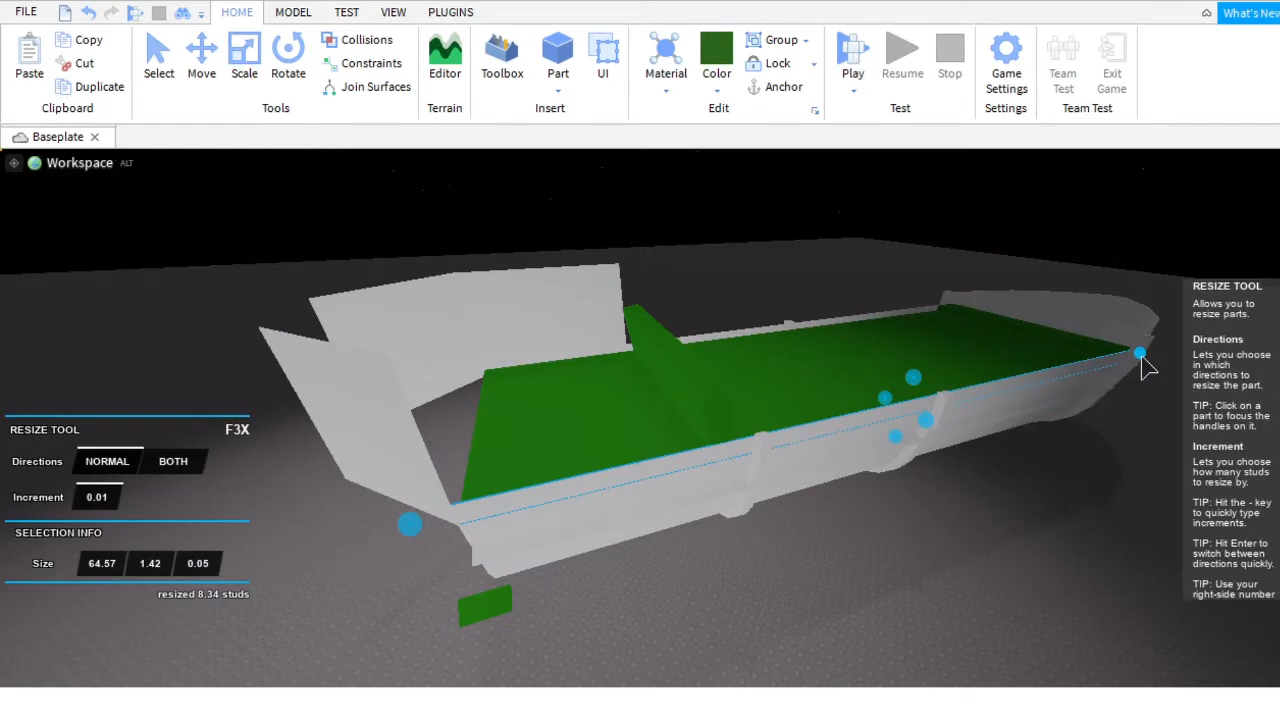 FILE HOME MODEL TEST VIEW PLUGINS What's New
Paste Copy Cut Duplicate Clipboard
Select Move Scale Rotate Collisions Constraints Join Surfaces Tools
Editor Terrain
Toolbox Part UI Insert
Material Color Group Lock Anchor Edit
Play Resume Stop Test
Game Settings Settings
Team Test Exit Game Team Test
Baseplate
Workspace ALT
RESIZE TOOL F3X
Directions NORMAL BOTH
Increment 0.01
SELECTION INFO
Size 64.57 1.42 0.05
resized 8.34 studs
RESIZE TOOL
Allows you to
resize parts.
Directions
Lets you choose
in which
directions to
resize the part.
TIP: Click on a
part to focus the
handles on it.
Increment
Lets you choose
how many studs
to resize by.
TIP: Hit the - key
to quickly type
increments.
TIP: Hit Enter to
switch between
directions quickly.
TIP: Use your
right-side number